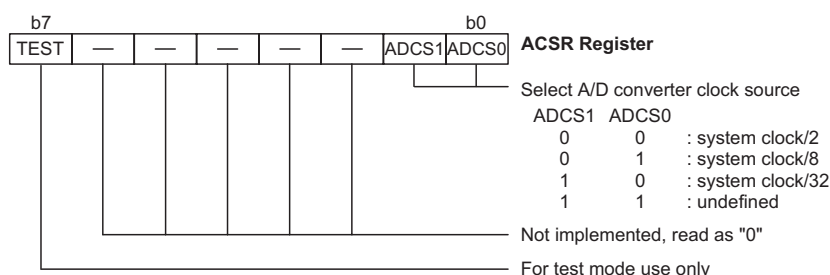 b7 b0
TEST — — — — — ADCS1 ADCS0 ACSR Register
Select A/D converter clock source
ADCS1 ADCS0
0 0 : system clock/2
0 1 : system clock/8
1 0 : system clock/32
1 1 : undefined
Not implemented, read as "0"
For test mode use only